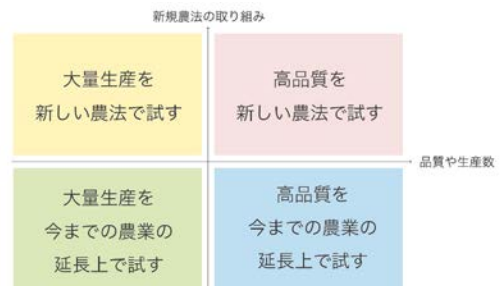 新規農法の取り組み
大量生産を
新しい農法で試す
高品質を
新しい農法で試す
品質や生産数
大量生産を
今までの農業の
延長上で試す
高品質を
今までの農業の
延長上で試す